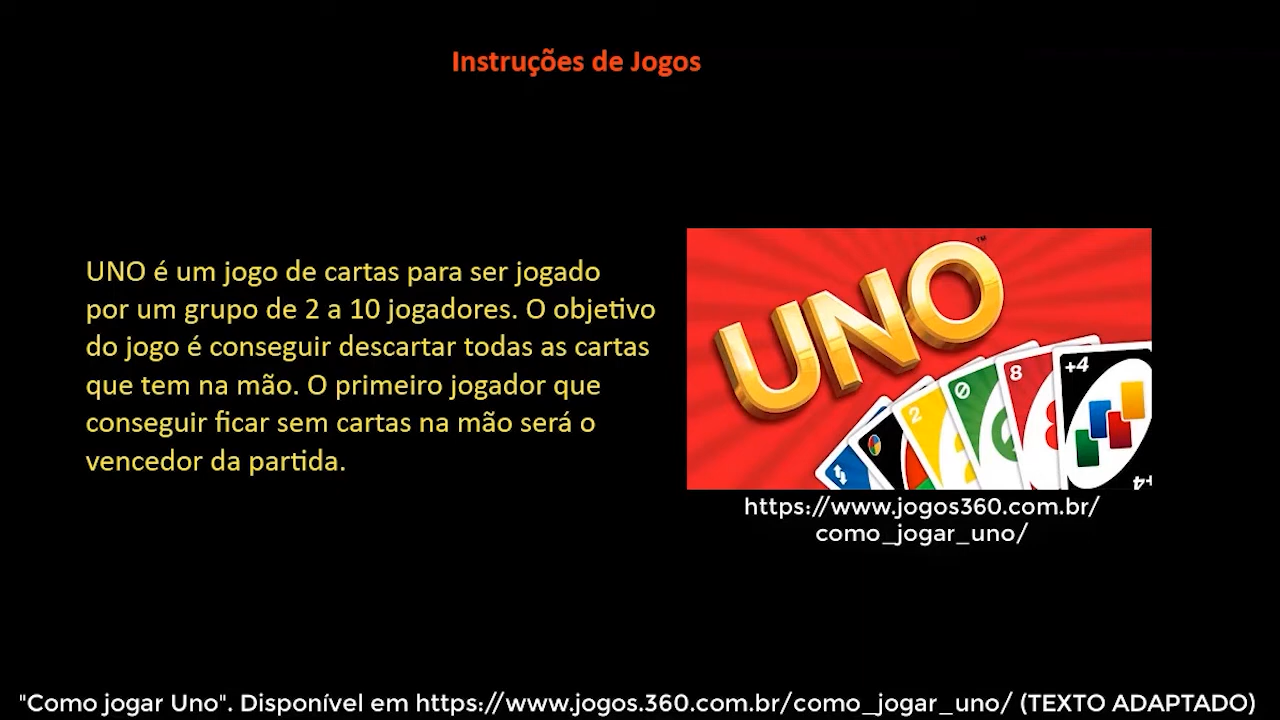 Instruções de Jogos
UNO é um jogo de cartas para ser jogado
por um grupo de 2 a 10 jogadores. O objetivo
do jogo é conseguir descartar todas as cartas
que tem na mão. O primeiro jogador que
conseguir ficar sem cartas na mão será o
vencedor da partida.
UNO™
2
8
+4
+4
https://www.jogos360.com.br/
como_jogar_uno/
"Como jogar Uno". Disponível em https://www.jogos.360.com.br/como_jogar_uno/ (TEXTO ADAPTADO)